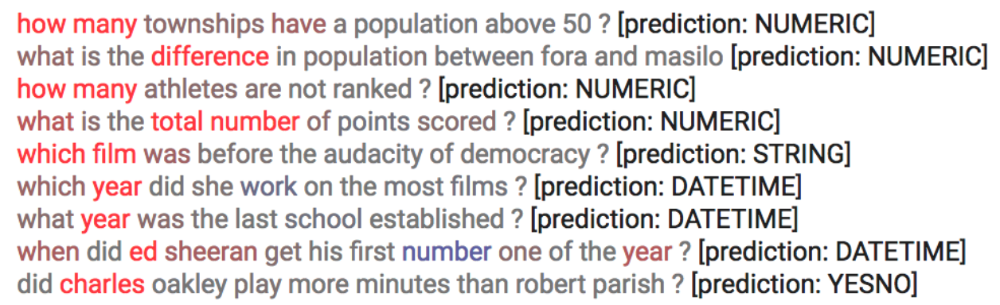 how many townships have a population above 50 ? [prediction: NUMERIC]
what is the difference in population between fora and masilo [prediction: NUMERIC]
how many athletes are not ranked ? [prediction: NUMERIC]
what is the total number of points scored ? [prediction: NUMERIC]
which film was before the audacity of democracy ? [prediction: STRING]
which year did she work on the most films ? [prediction: DATETIME]
what year was the last school established ? [prediction: DATETIME]
when did ed sheeran get his first number one of the year ? [prediction: DATETIME]
did charles oakley play more minutes than robert parish ? [prediction: YESNO]